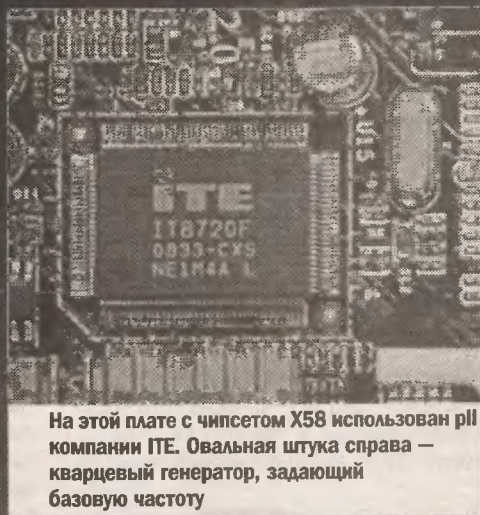 iTE
IT8720F
0833-CXS
NE1M4A L
На этой плате с чипсетом X58 использован pll
компании ITE. Овальная штука справа —
кварцевый генератор, задающий
базовую частоту